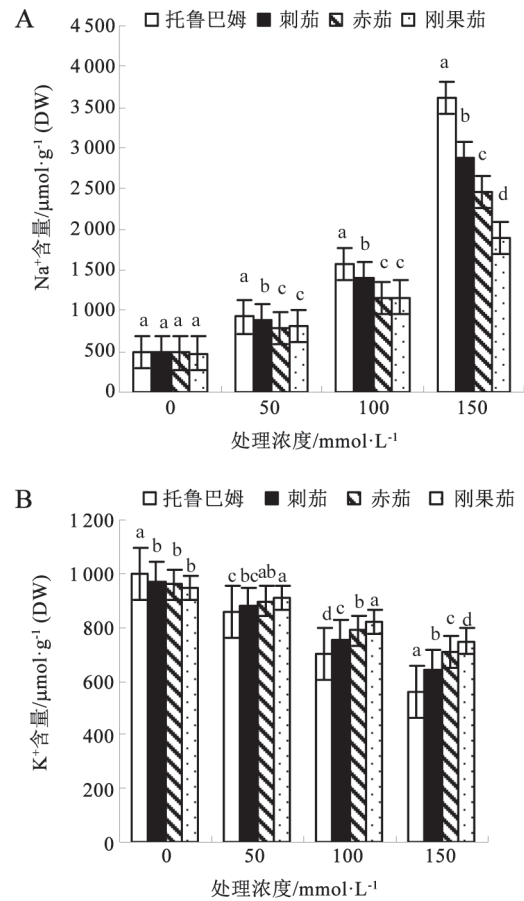 A
托鲁巴姆 刺茄 赤茄 刚果茄
Na⁺含量/μmol·g⁻¹ (DW)
4 500
4 000
3 500
3 000
2 500
2 000
1 500
1 000
500
0
a a a a
a b c c
a b c c
a b c d
0 50 100 150
处理浓度/mmol·L⁻¹
B
托鲁巴姆 刺茄 赤茄 刚果茄
K⁺含量/μmol·g⁻¹ (DW)
1 200
1 000
800
600
400
200
0
a b b b
c bc ab a
d c b a
a b c d
0 50 100 150
处理浓度/mmol·L⁻¹